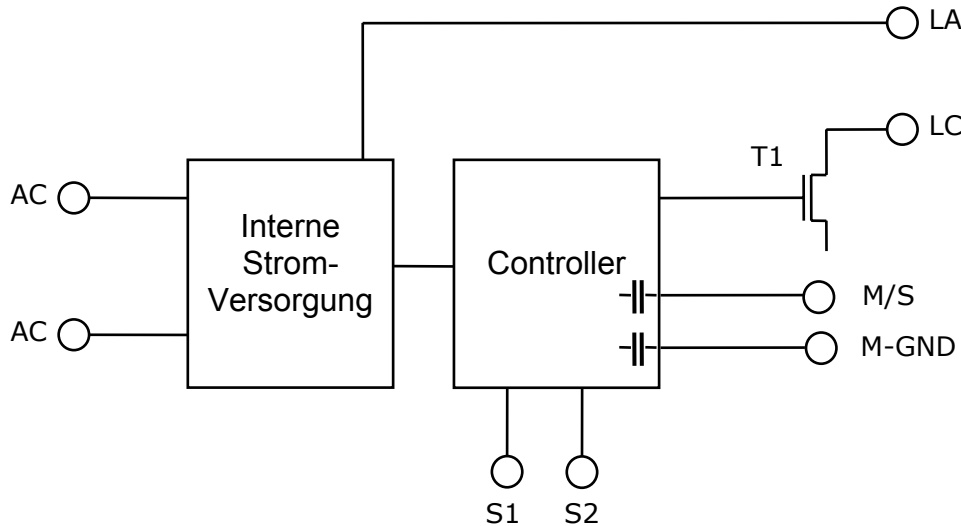 LA
LC
T1
AC
Interne
Strom-
Versorgung
Controller
M/S
AC
M-GND
S1
S2